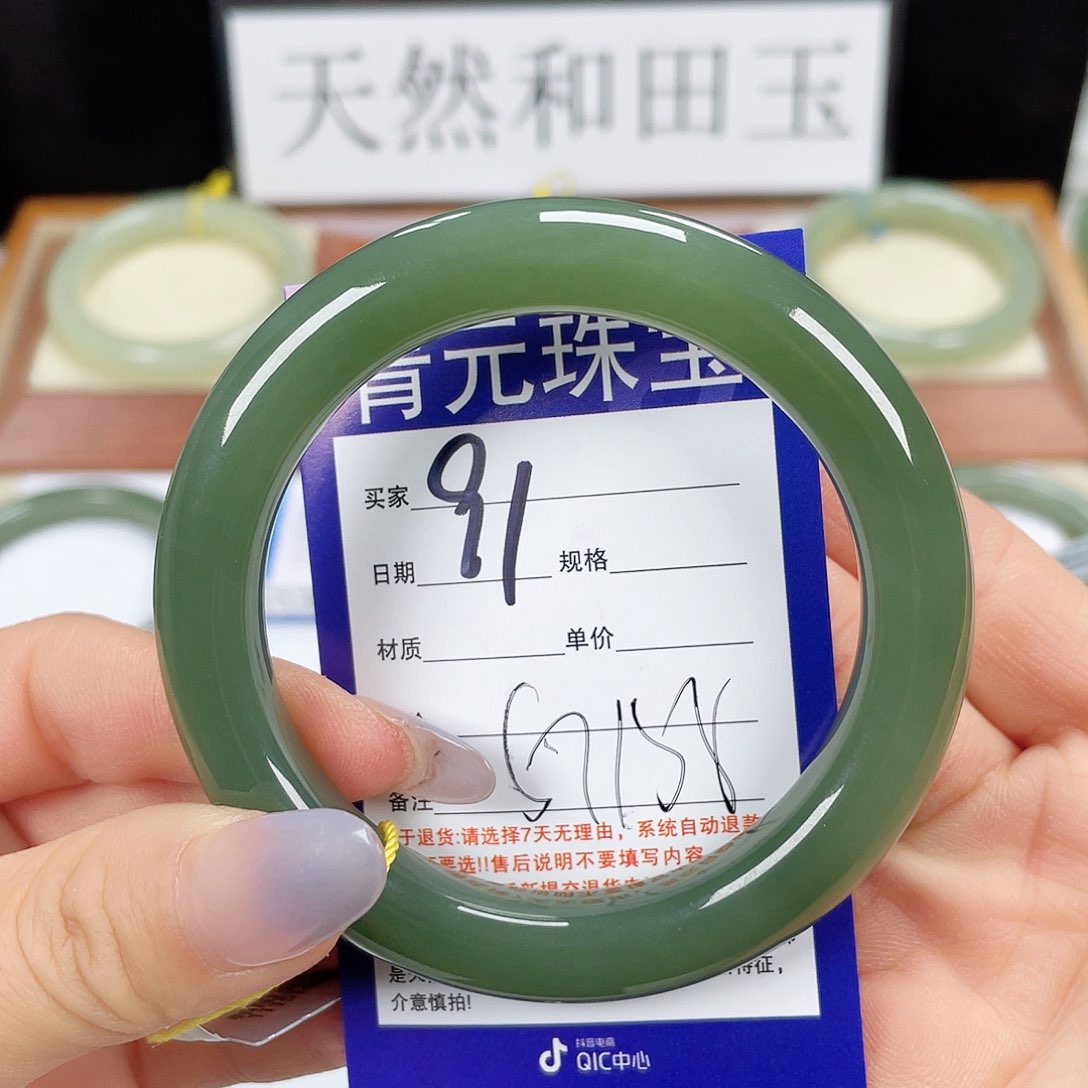 天然和田玉
青元珠宝
买家
91
日期 规格
材质 单价
备注
于退货:请选择7天无理由，系统自动退款
要选!!售后说明不要填写内容
介意慎拍!
抖音电商
QIC中心